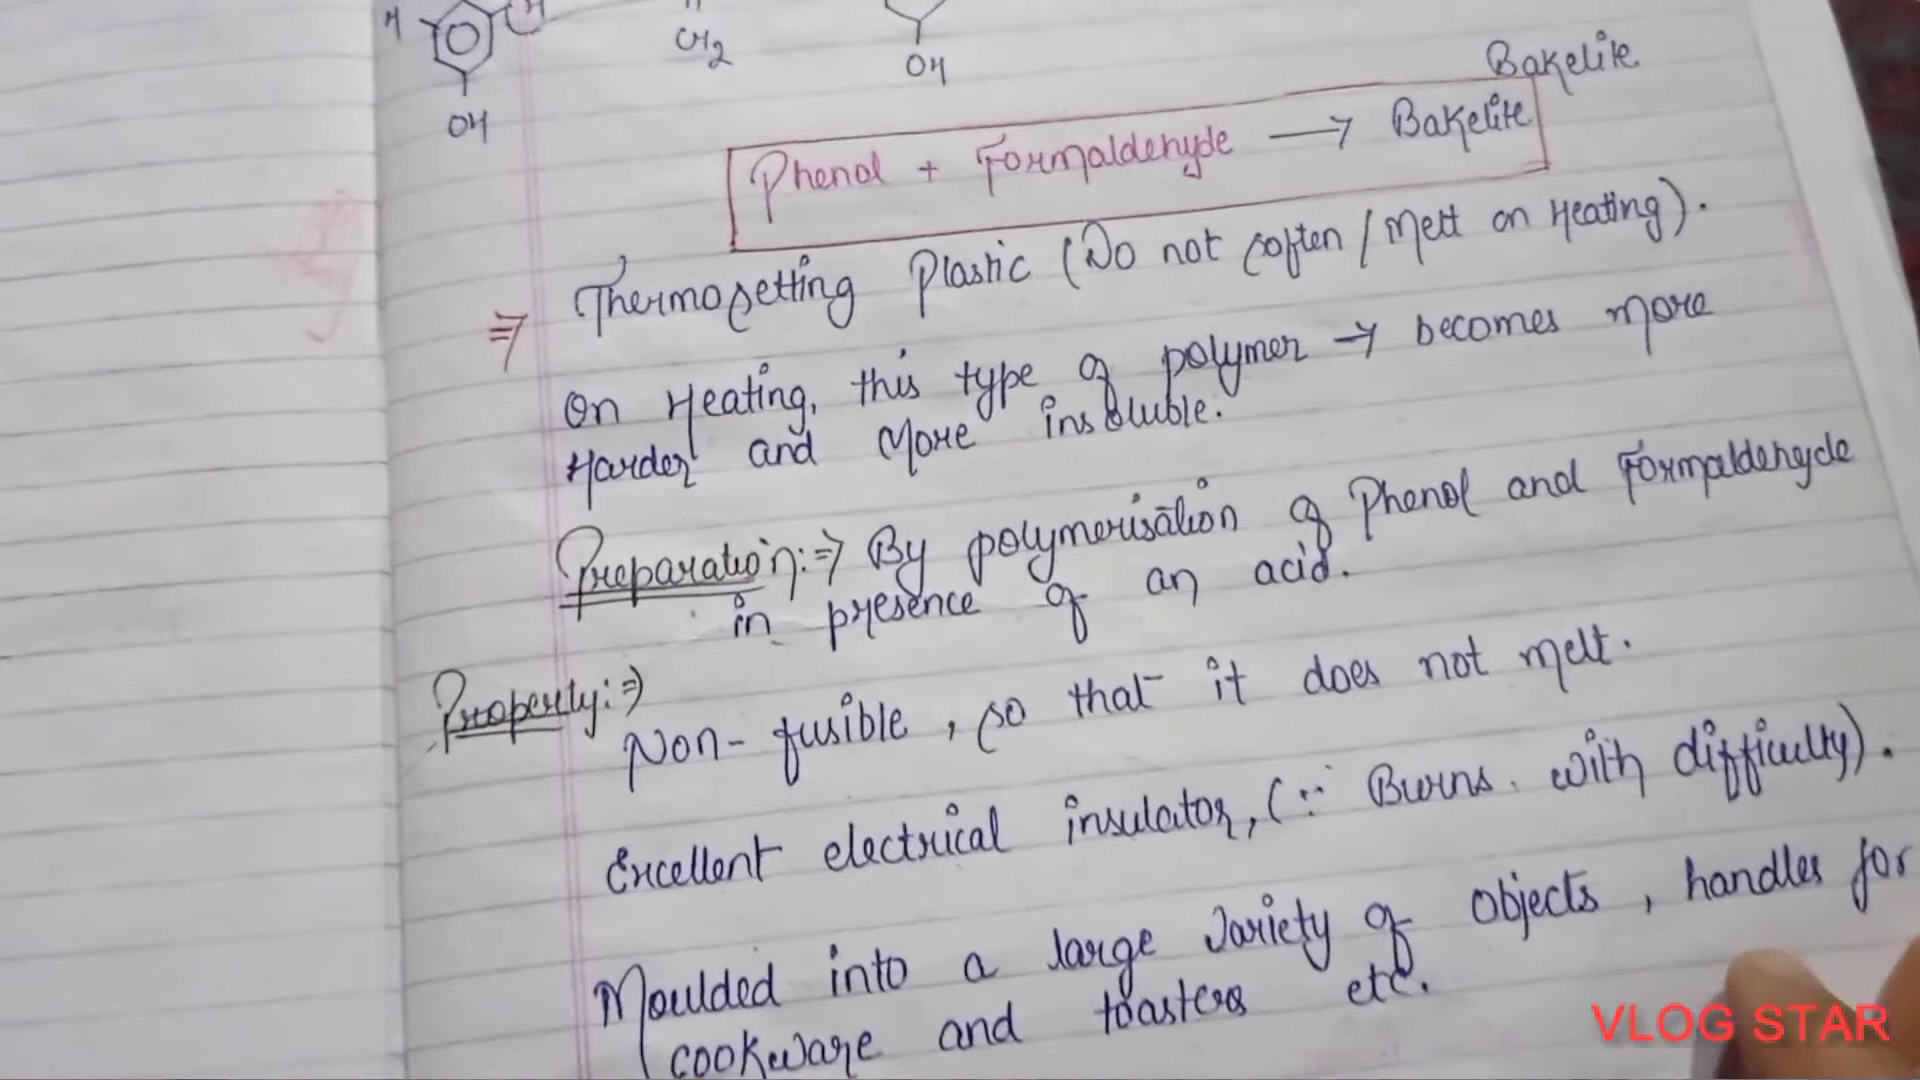 H CH
CH2
OH
OH
Bakelite
Phenol + Formaldehyde → Bakelite
⇒ Thermosetting Plastic (Do not soften / Melt on Heating).
On Heating, this type of polymer → becomes more
Harder and More insoluble.
Preparation:⇒ By polymerisation of Phenol and Formaldehyde
in presence of an acid.
Property:⇒
Non-fusible, so that it does not melt.
Excellent electrical insulator, (∵ Burns with difficulty).
Moulded into a large Variety of objects, handles for
cookware and toasters etc.
VLOG STAR